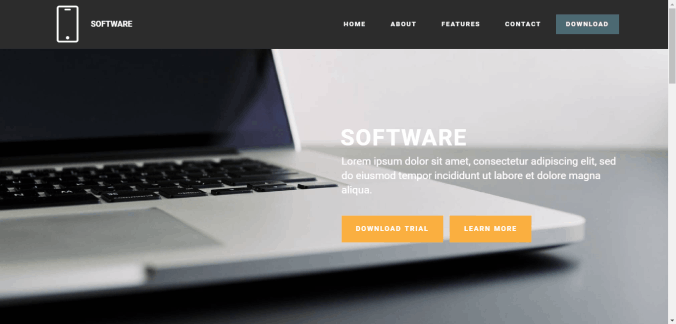 SOFTWARE
HOME ABOUT FEATURES CONTACT DOWNLOAD
SOFTWARE
Lorem ipsum dolor sit amet, consectetur adipiscing elit, sed
do eiusmod tempor incididunt ut labore et dolore magna
aliqua.
DOWNLOAD TRIAL LEARN MORE